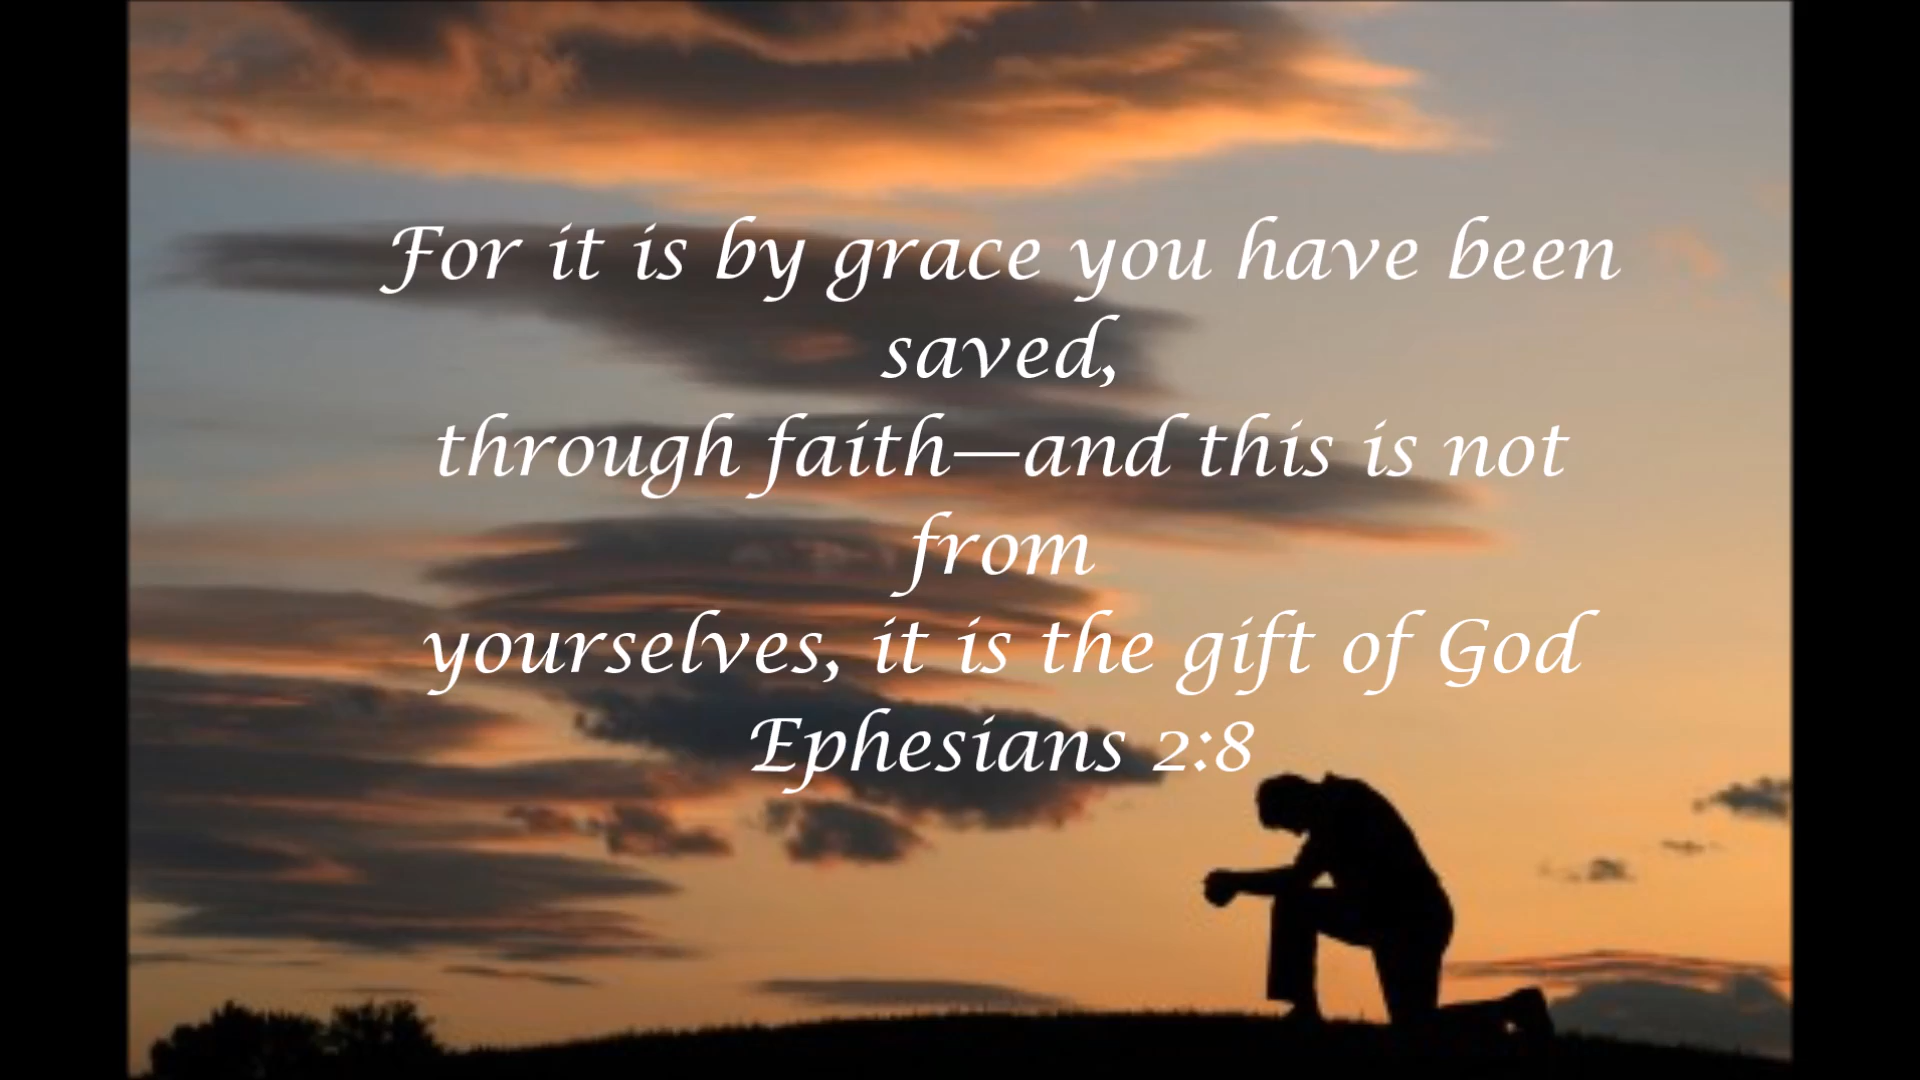 For it is by grace you have been
saved,
through faith—and this is not
from
yourselves, it is the gift of God
Ephesians 2:8